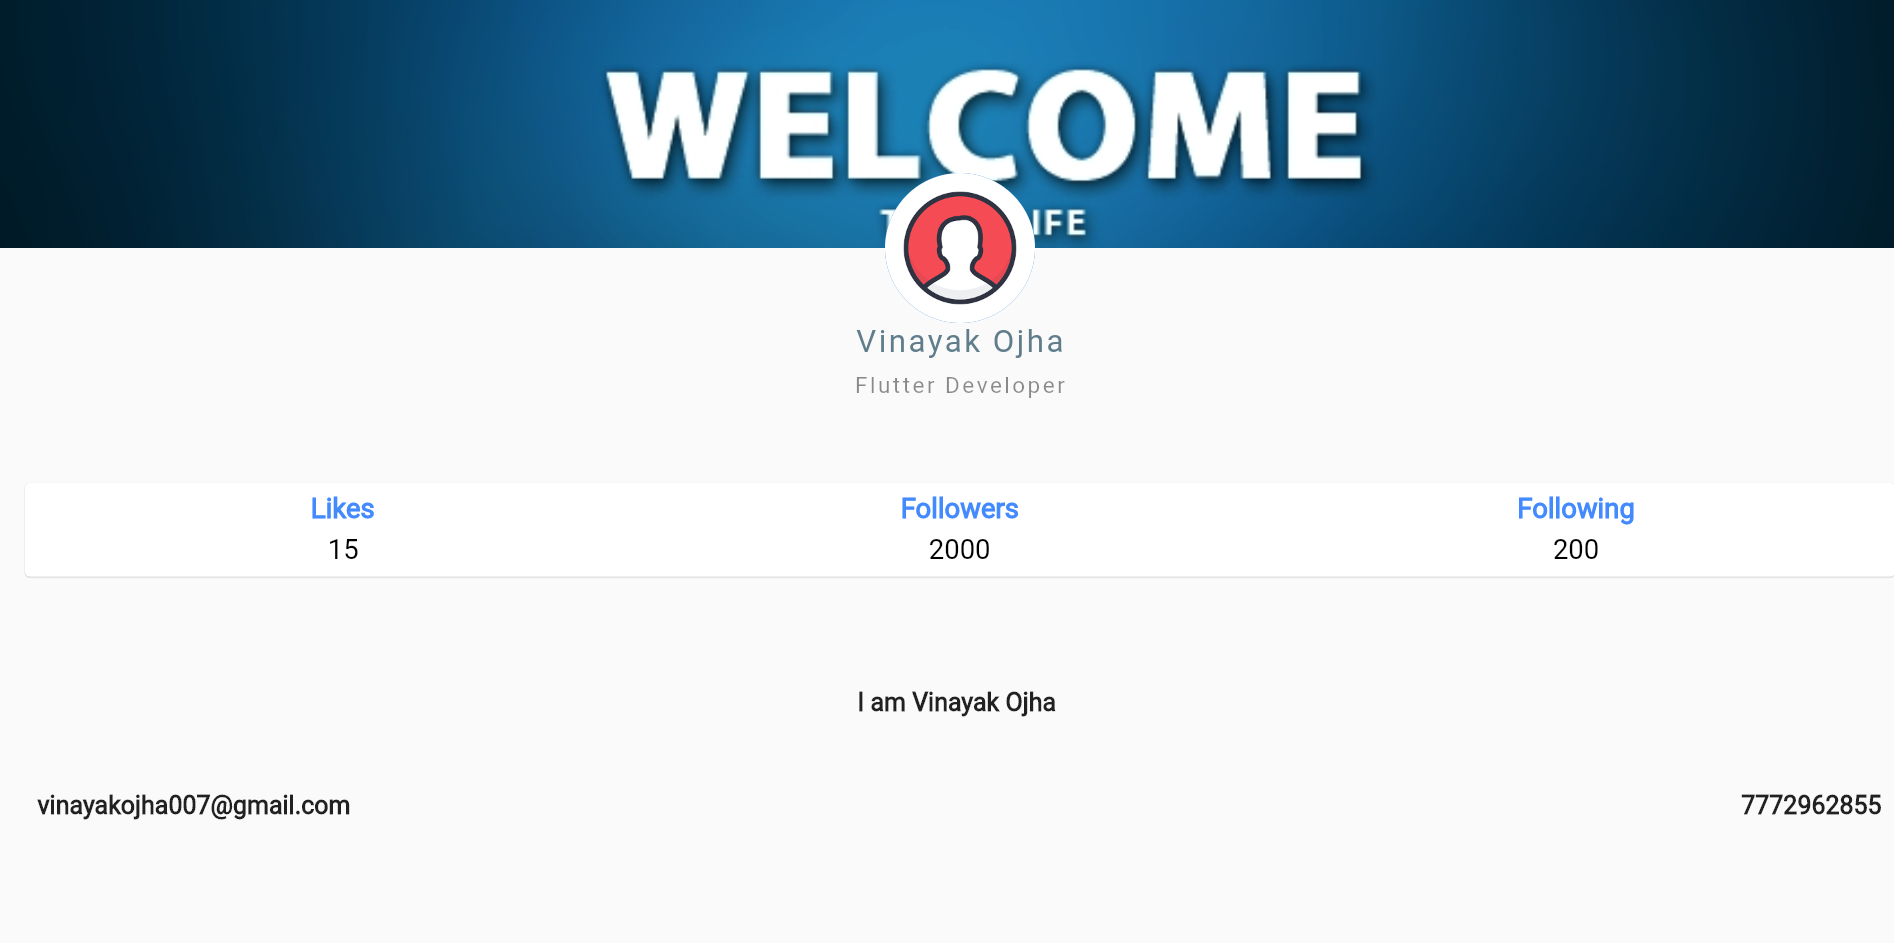 WELCOME
IFE
Vinayak Ojha
Flutter Developer
Likes Followers Following
15 2000 200
I am Vinayak Ojha
vinayakojha007@gmail.com 7772962855